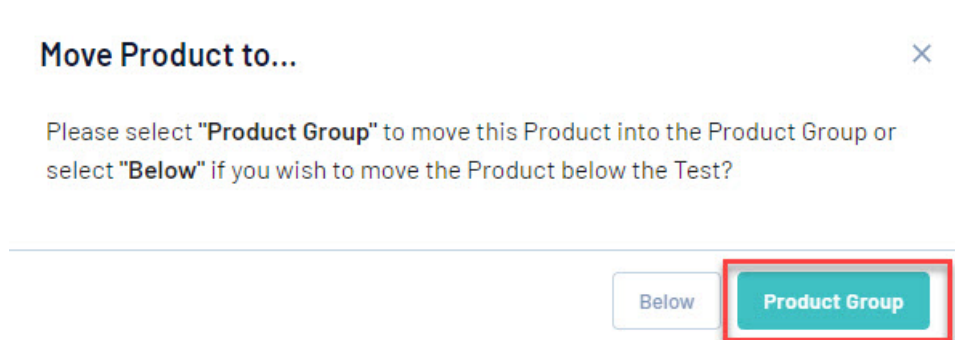 Move Product to...
Please select "Product Group" to move this Product into the Product Group or
select "Below" if you wish to move the Product below the Test?
Below
Product Group